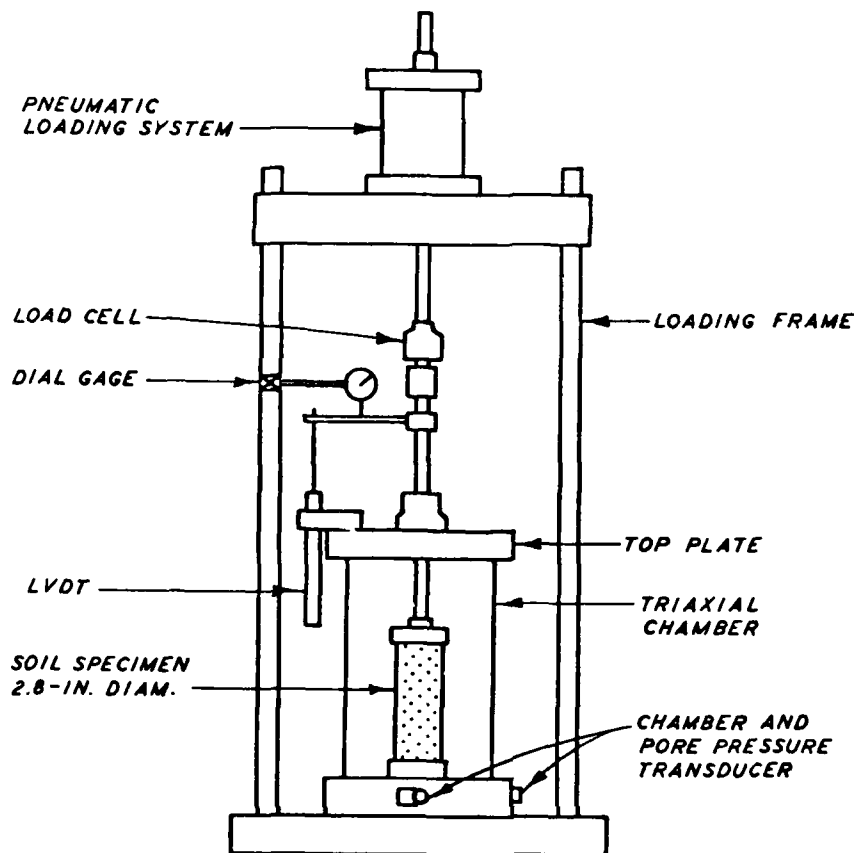 PNEUMATIC
LOADING SYSTEM
LOAD CELL
LOADING FRAME
DIAL GAGE
TOP PLATE
LVDT
TRIAXIAL
CHAMBER
SOIL SPECIMEN
2.8-IN. DIAM.
CHAMBER AND
PORE PRESSURE
TRANSDUCER